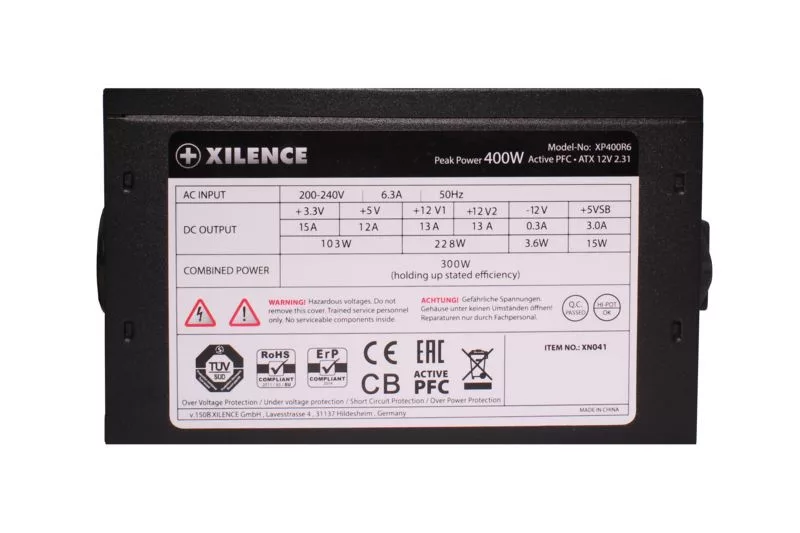 XILENCE
Model-No: XP400R6
Peak Power 400W Active PFC • ATX 12V 2.31
AC INPUT 200-240V 6.3A 50Hz
DC OUTPUT
+3.3V +5V +12 V1 +12 V2 -12V +5VSB
15A 12A 13A 13A 0.3A 3.0A
103W 228W 3.6W 15W
COMBINED POWER
300W
(holding up stated efficiency)
WARNING! Hazardous voltages. Do not
remove this cover. Trained service personnel
only. No serviceable components inside.
ACHTUNG! Gefährliche Spannungen.
Gehäuse unter keinen Umständen öffnen!
Reparaturen nur durch Fachpersonal.
Q.C.
PASSED
HI-POT
OK
TÜV
SÜD
RoHS
COMPLIANT
2011 / 65 / EU
ErP
COMPLIANT
2014
CE
CB
EAC
ACTIVE
PFC
ITEM NO.: XN041
Over Voltage Protection / Under voltage protection / Short Circuit Protection / Over Power Protection
v.150B XILENCE GmbH , Lavesstrasse 4 , 31137 Hildesheim , Germany
MADE IN CHINA